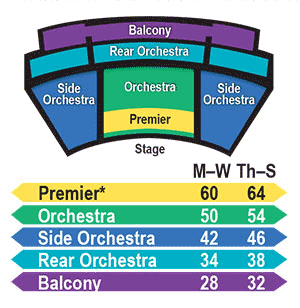 Balcony
Rear Orchestra
Side
Orchestra
Orchestra
Side
Orchestra
Premier
Stage
M–W Th–S
Premier* 60 64
Orchestra 50 54
Side Orchestra 42 46
Rear Orchestra 34 38
Balcony 28 32